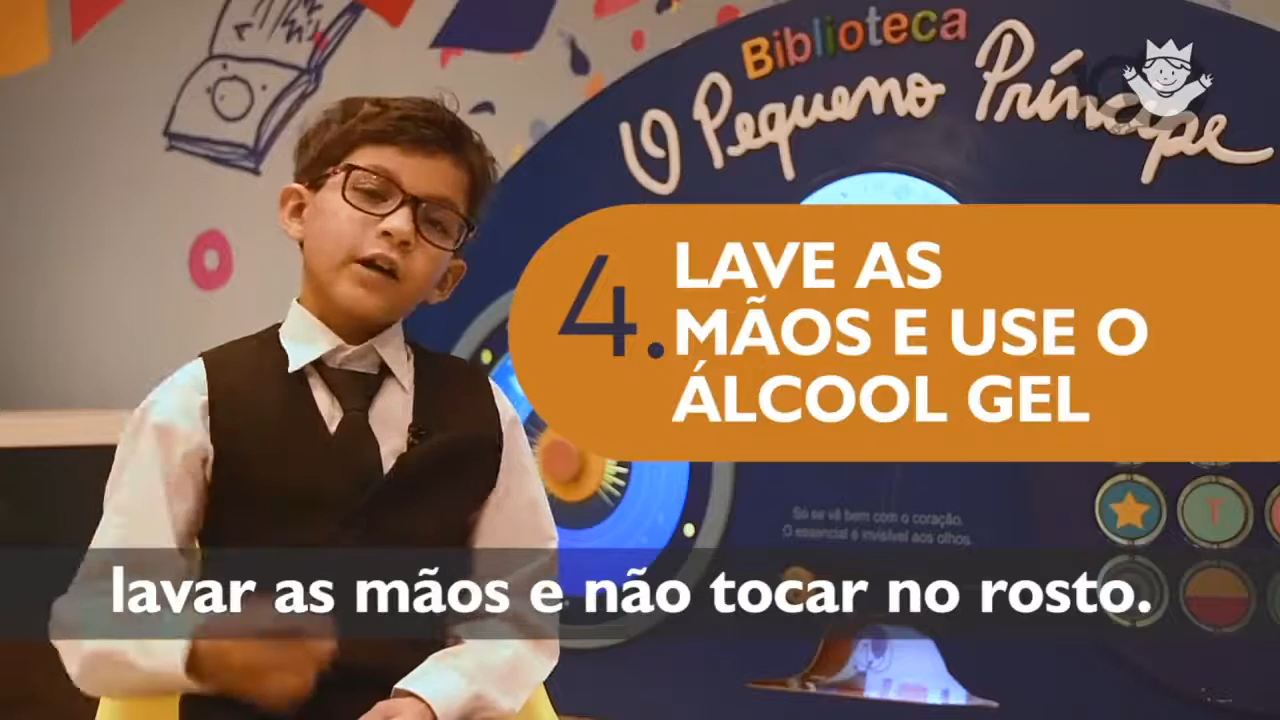 Biblioteca
O Pequeno Príncipe
4. LAVE AS
MÃOS E USE O
ÁLCOOL GEL
Só se vê bem com o coração.
O essencial é invisível aos olhos.
T
lavar as mãos e não tocar no rosto.